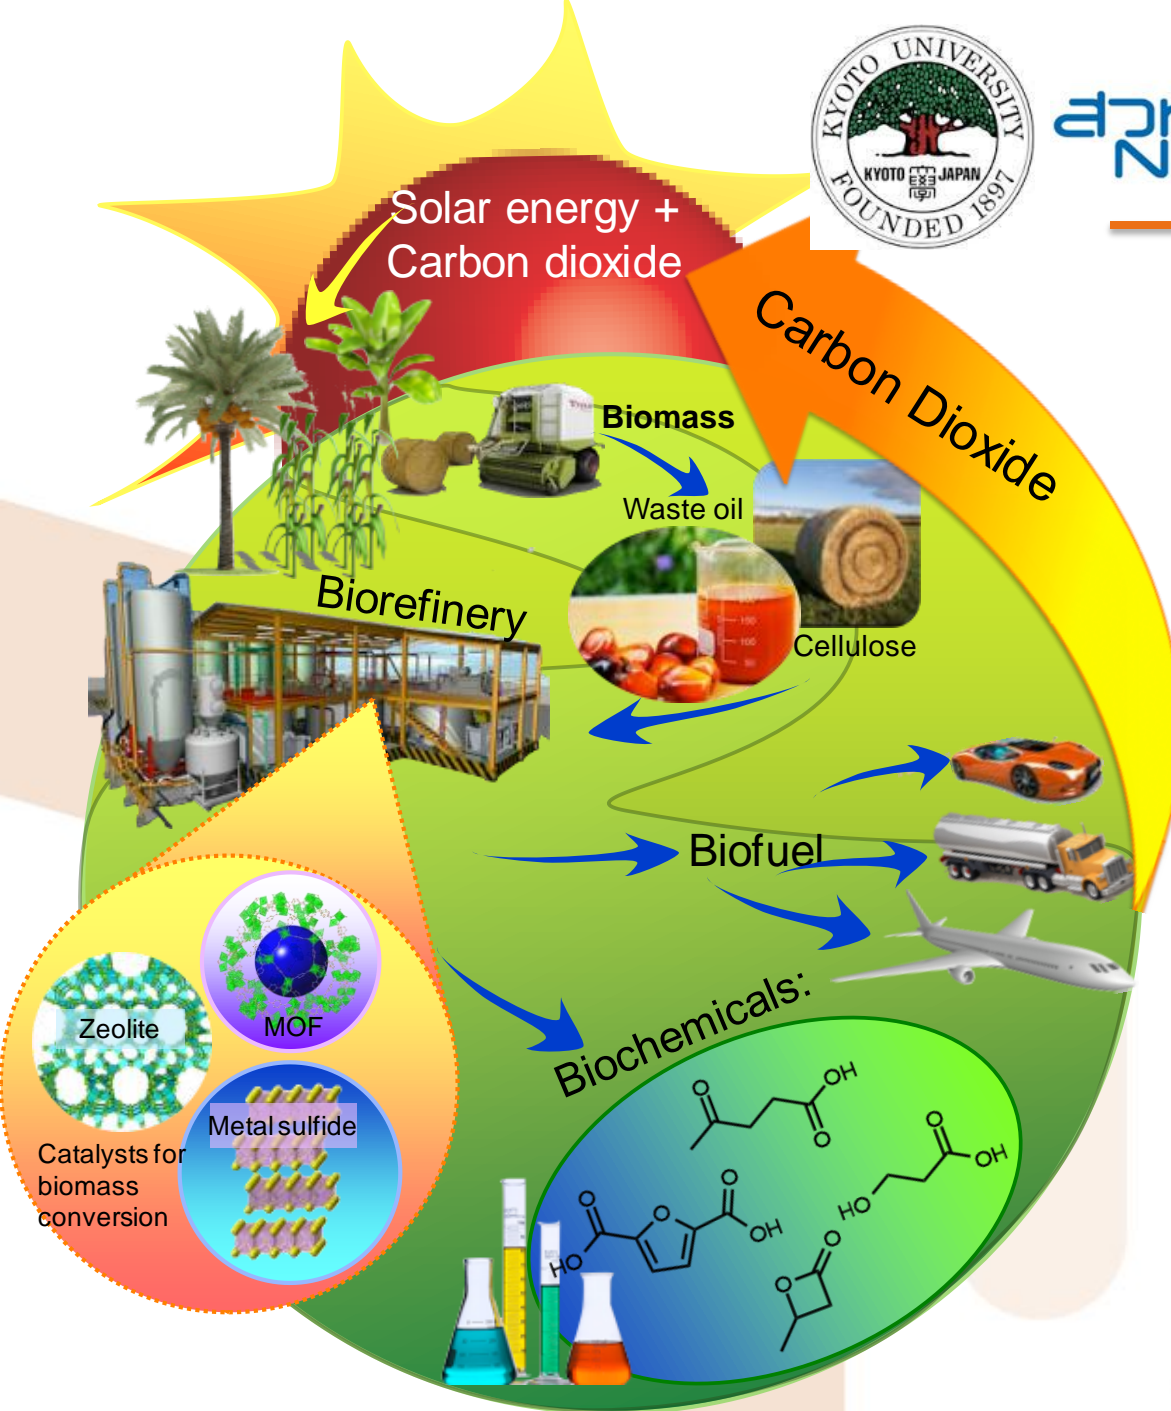 KYOTO UNIVERSITY
KYOTO JAPAN
FOUNDED 1897
Solar energy +
Carbon dioxide
Carbon Dioxide
Biomass
Waste oil
Cellulose
Biorefinery
Biofuel
Zeolite
MOF
Metal sulfide
Catalysts for
biomass
conversion
Biochemicals:
O
OH
O
O
OH
HO
O
O
O
OH
HO
O
O